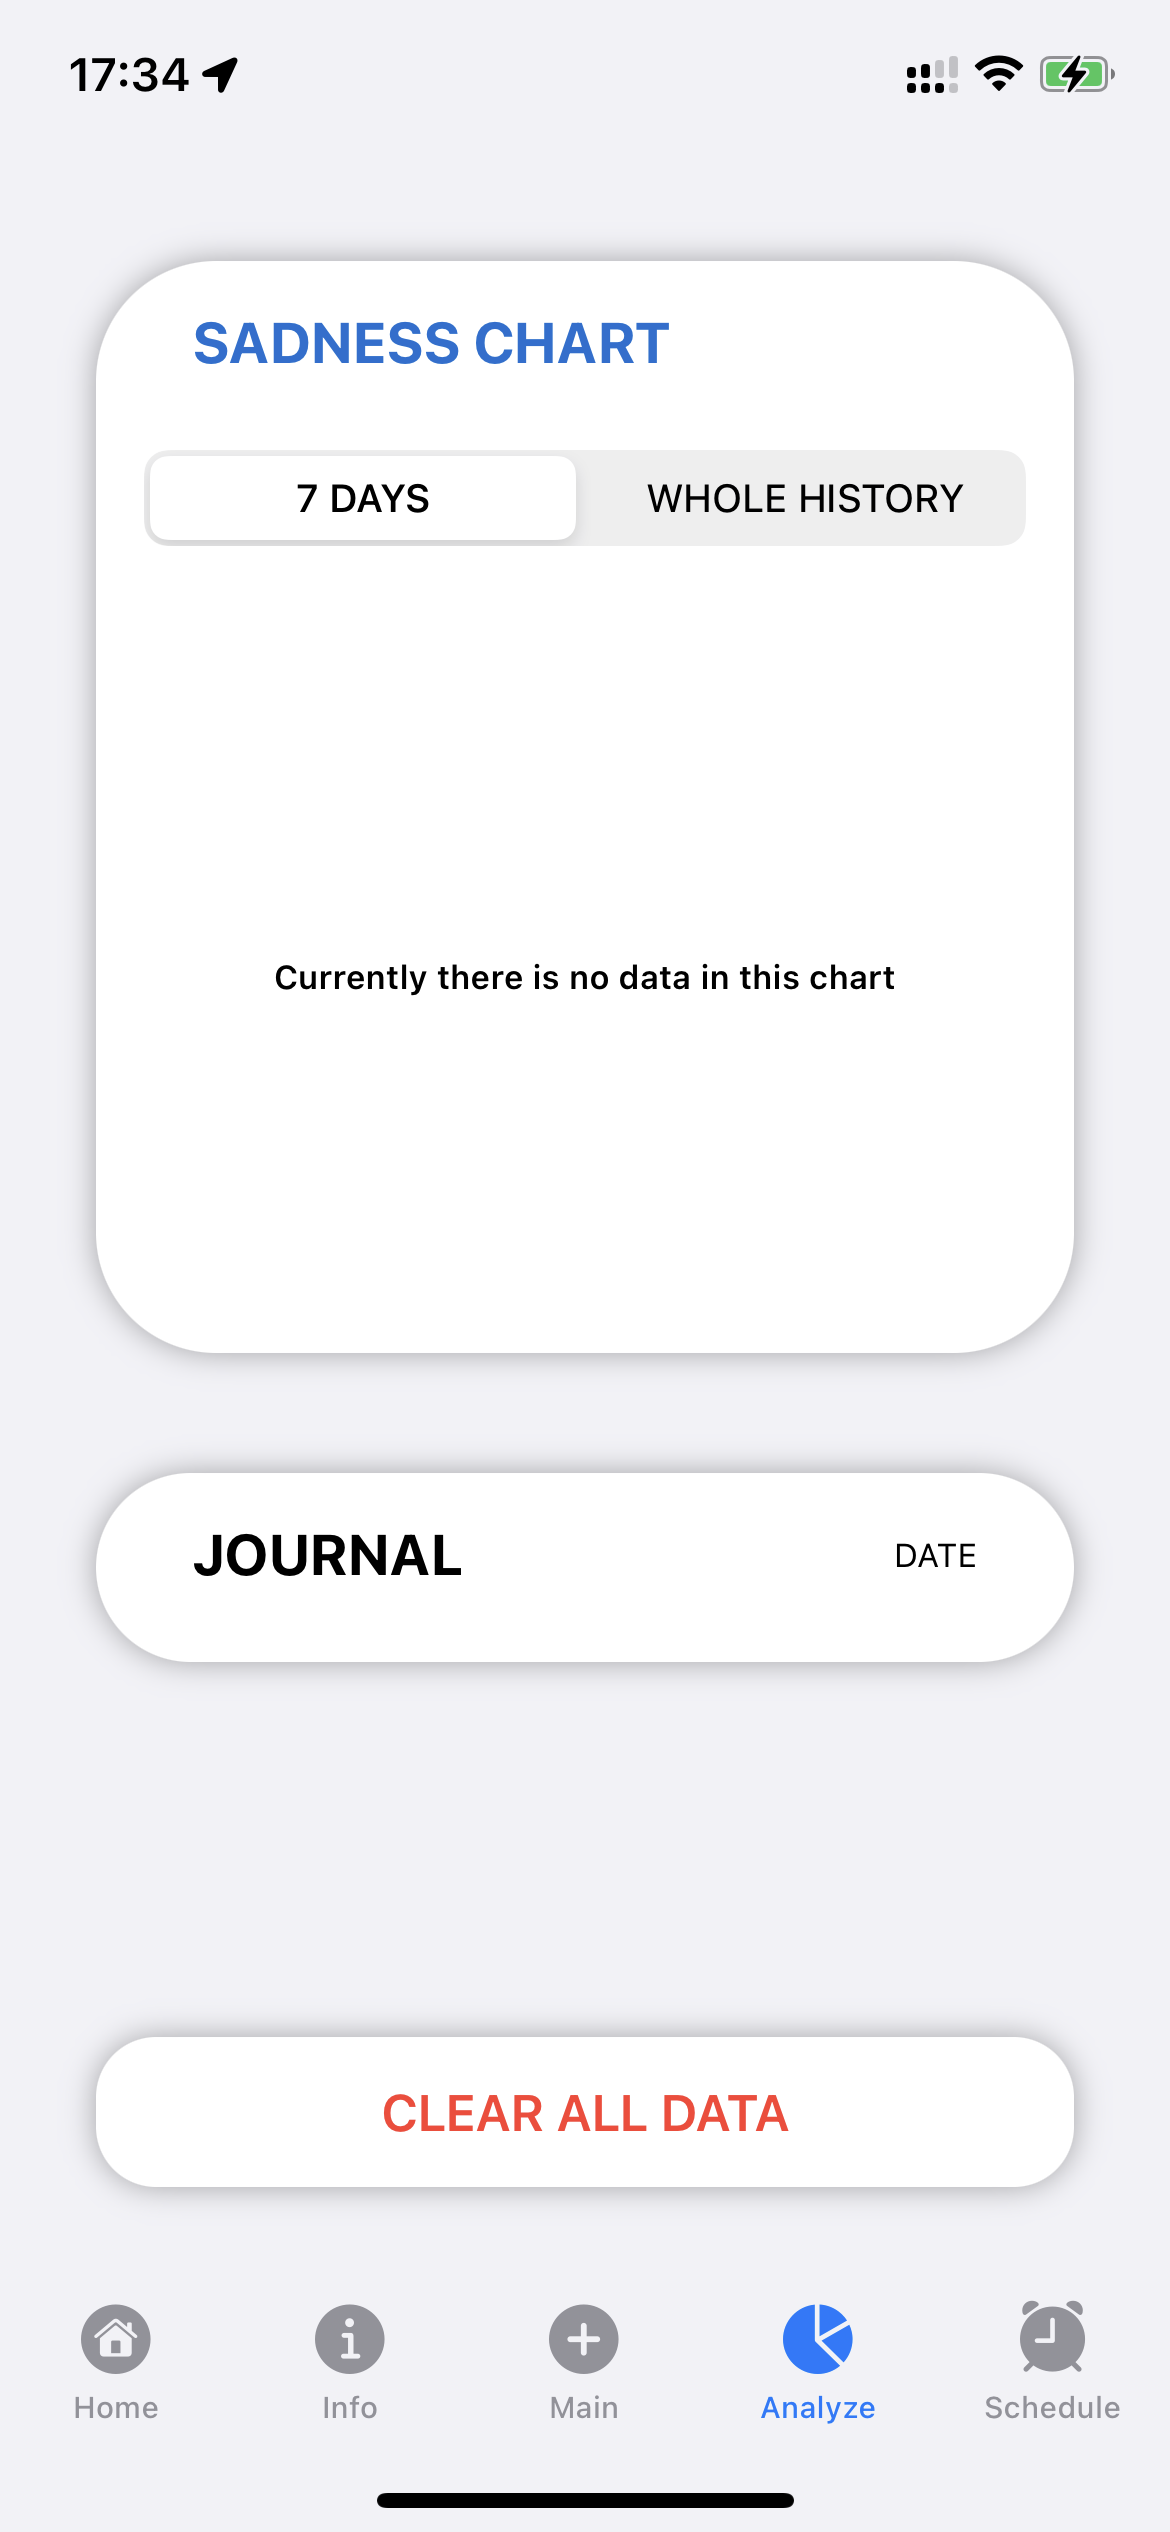 17:34
SADNESS CHART
7 DAYS
WHOLE HISTORY
Currently there is no data in this chart
JOURNAL
DATE
CLEAR ALL DATA
Home
Info
Main
Analyze
Schedule